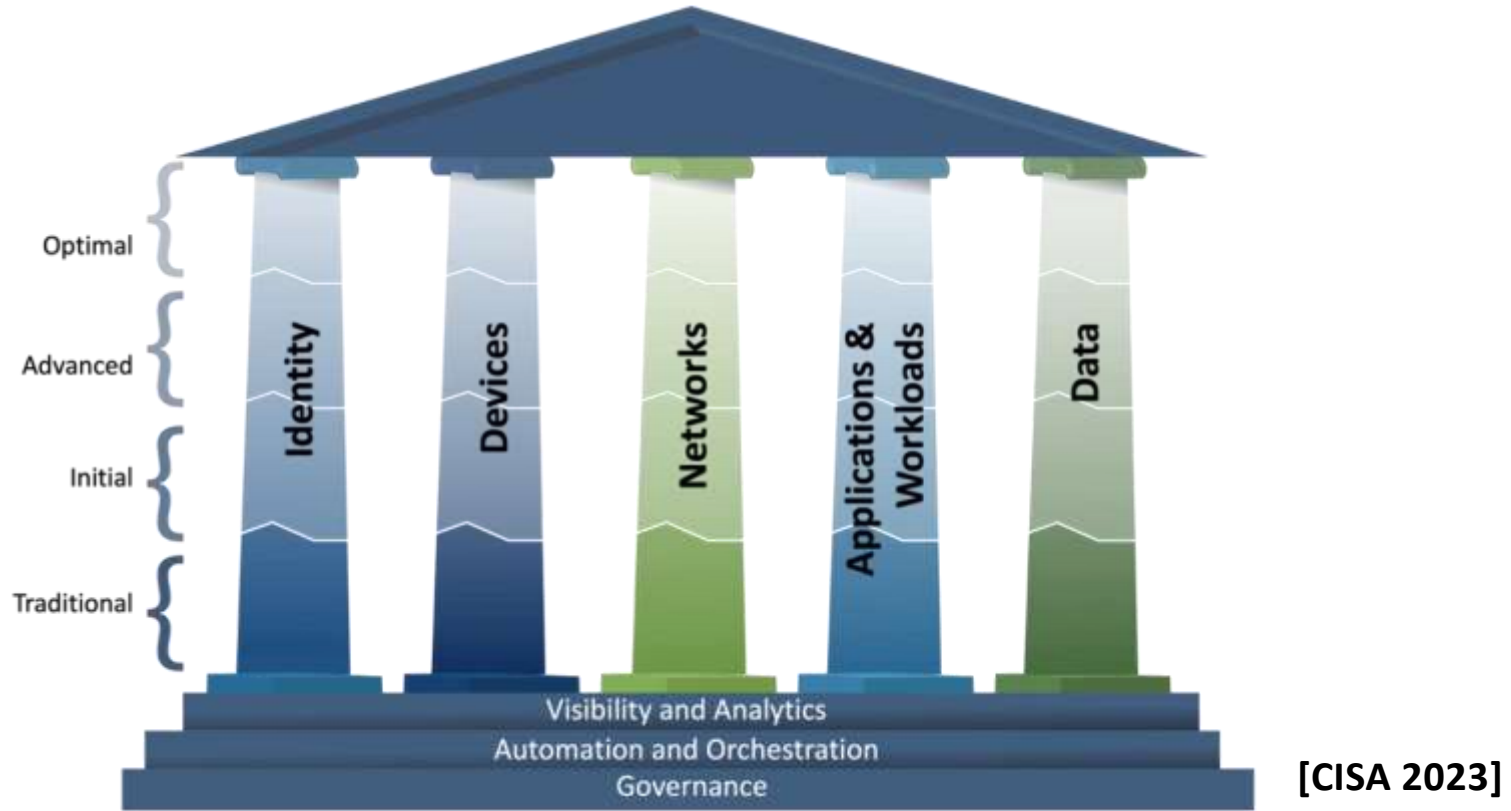 Optimal
Advanced
Initial
Traditional
Identity
Devices
Networks
Applications &
Workloads
Data
Visibility and Analytics
Automation and Orchestration
Governance
[CISA 2023]